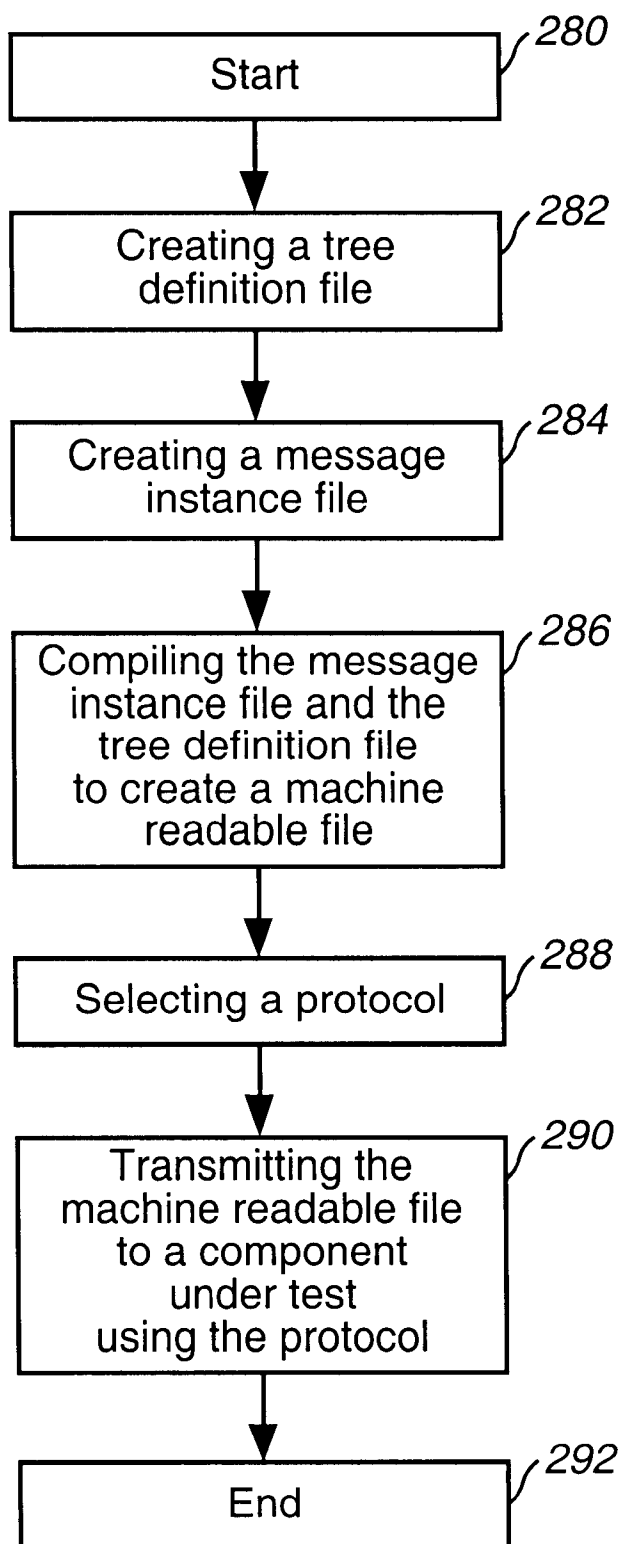 280
Start
282
Creating a tree
definition file
284
Creating a message
instance file
286
Compiling the message
instance file and the
tree definition file
to create a machine
readable file
288
Selecting a protocol
290
Transmitting the
machine readable file
to a component
under test
using the protocol
292
End